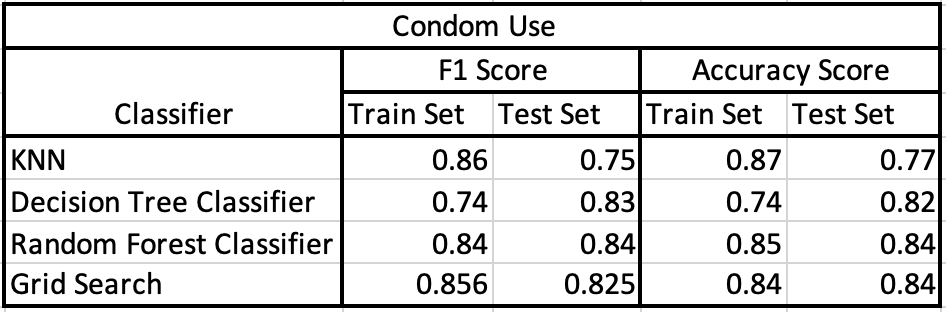 Condom Use
F1 Score Accuracy Score
Classifier Train Set Test Set Train Set Test Set
KNN 0.86 0.75 0.87 0.77
Decision Tree Classifier 0.74 0.83 0.74 0.82
Random Forest Classifier 0.84 0.84 0.85 0.84
Grid Search 0.856 0.825 0.84 0.84